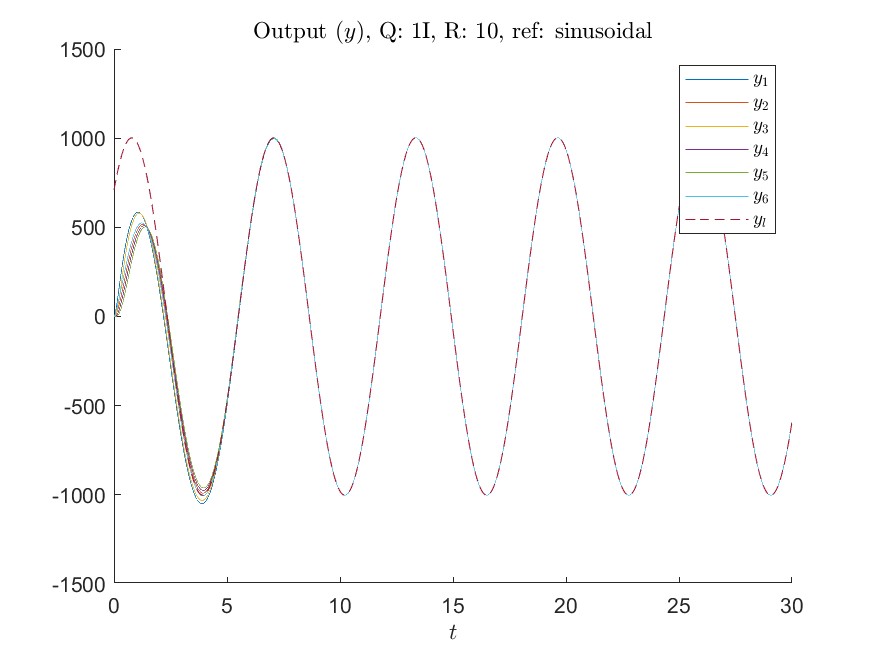 Output (y), Q: 1I, R: 10, ref: sinusoidal
1500
1000
500
0
-500
-1000
-1500
0 5 10 15 20 25 30
t
y₁
y₂
y₃
y₄
y₅
y₆
yₗ